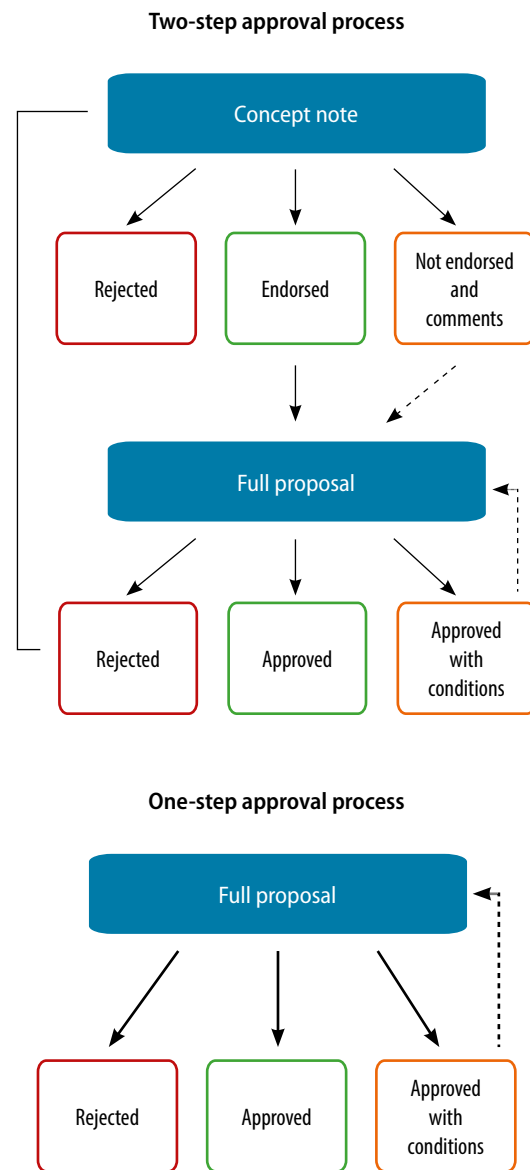 Two-step approval process
Concept note
Rejected
Endorsed
Not endorsed
and
comments
Full proposal
Rejected
Approved
Approved
with
conditions
One-step approval process
Full proposal
Rejected
Approved
Approved
with
conditions